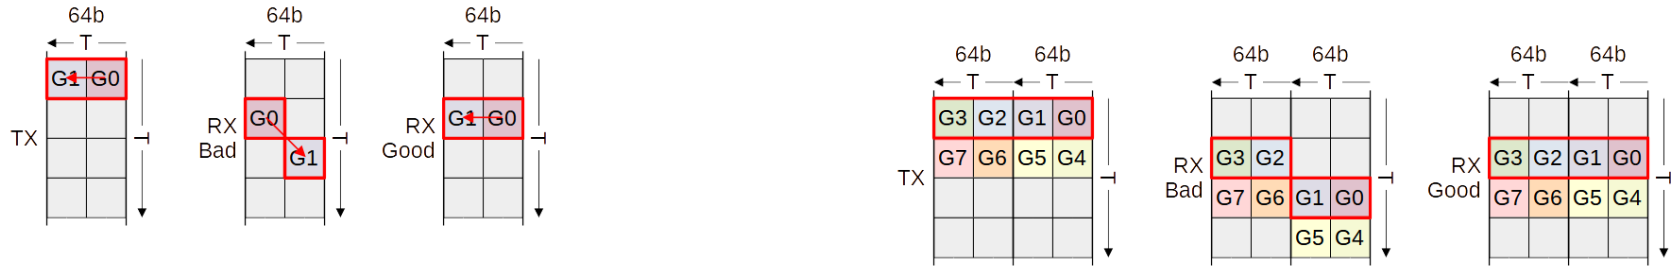 64b
T
TX
G1 G0
T
64b
T
RX
Bad
G0
G1
T
64b
T
RX
Good
G1 G0
T
64b 64b
T T
TX
G3 G2 G1 G0
G7 G6 G5 G4
T
64b 64b
T T
RX
Bad
G3 G2
G7 G6 G1 G0
G5 G4
T
64b 64b
T T
RX
Good
G3 G2 G1 G0
G7 G6 G5 G4
T